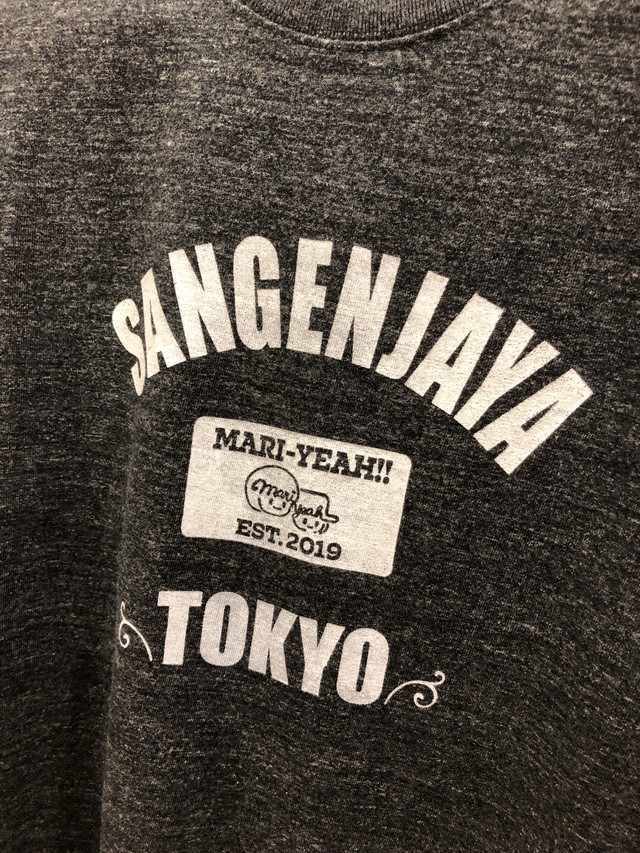 SANGENJAYA
MARI-YEAH!!
Mari
yeah
EST.2019
TOKYO